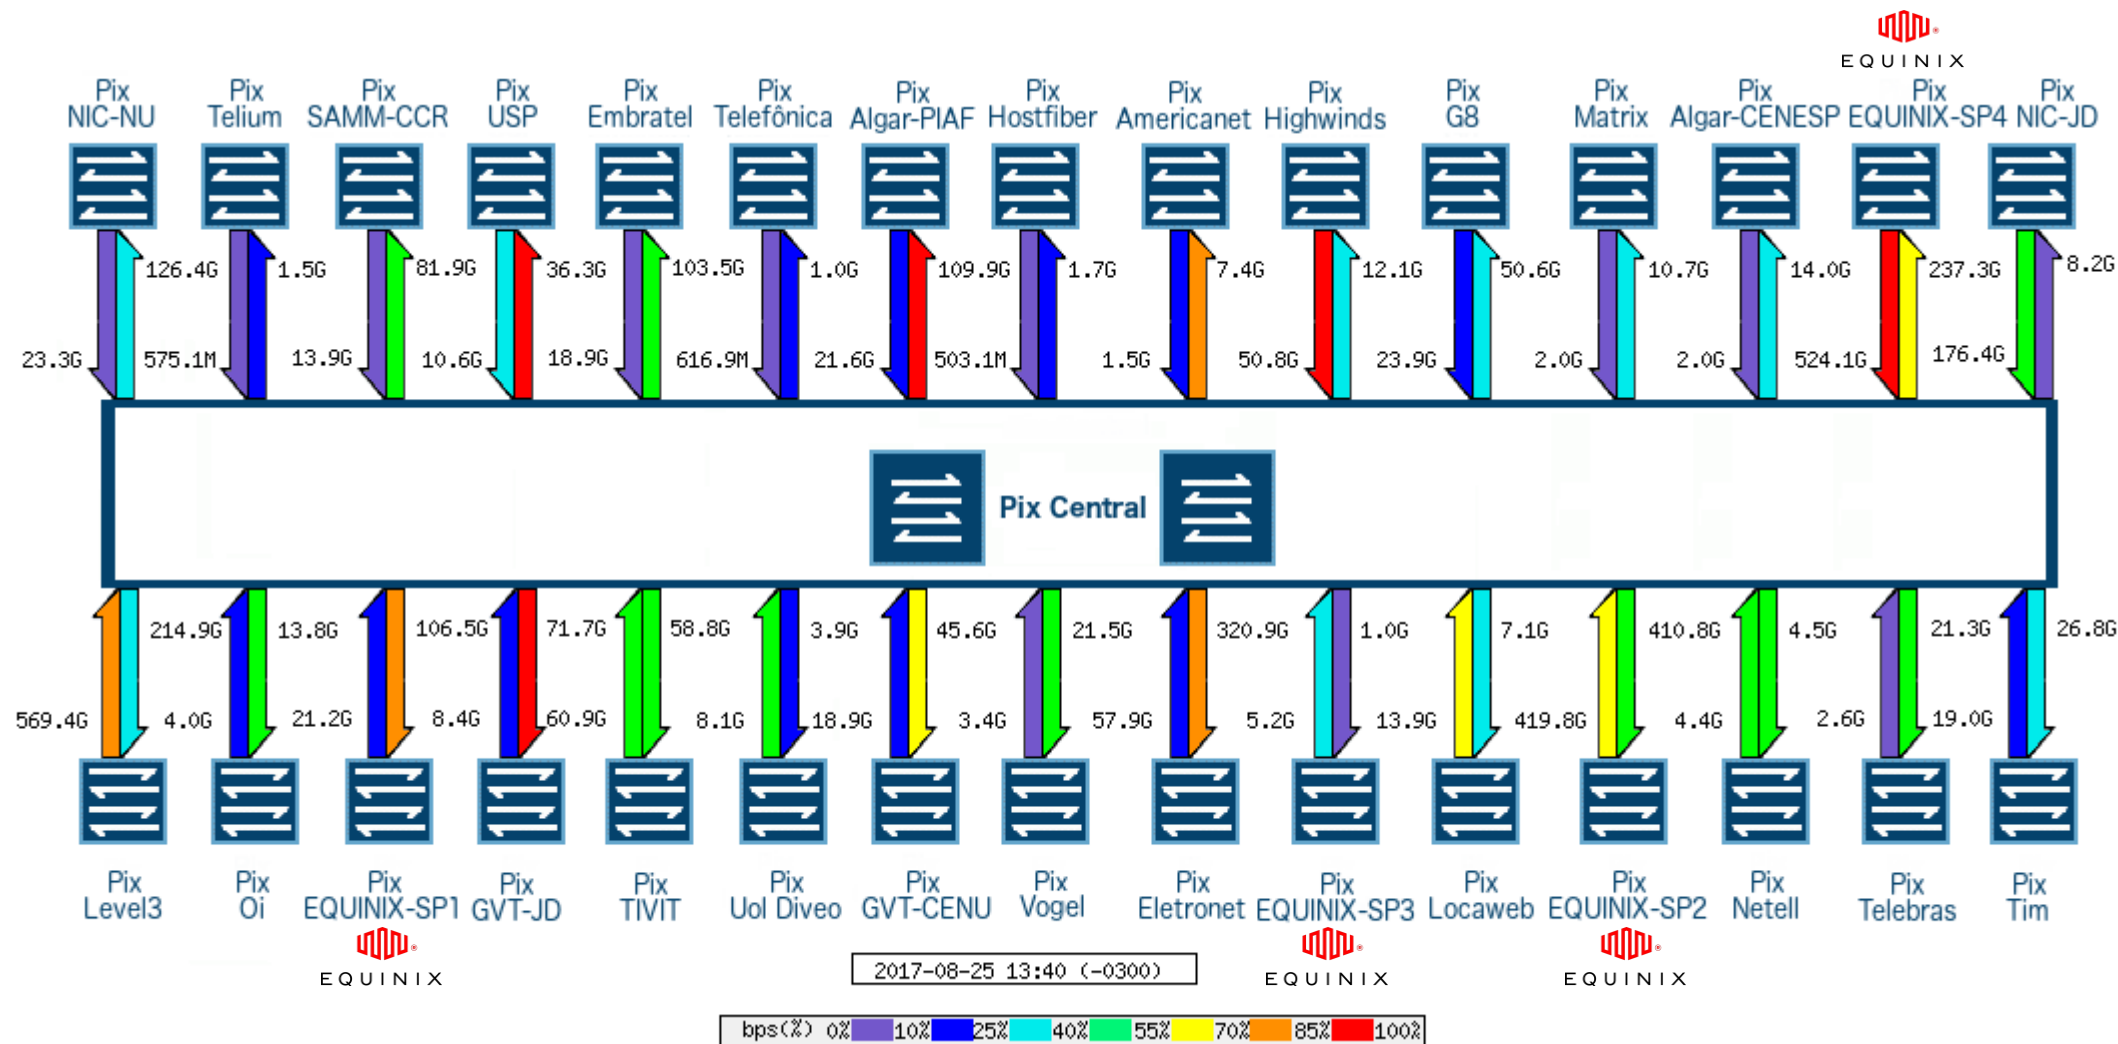 EQUINIX
Pix NIC-NU
Pix Telium
Pix SAMM-CCR
Pix USP
Pix Embratel
Pix Telefônica
Pix Algar-PIAF
Pix Hostfiber
Pix Americanet
Pix Highwinds
Pix G8
Pix Matrix
Pix Algar-CENESP
Pix EQUINIX-SP4
Pix NIC-JD
126.4G 1.5G 81.9G 36.3G 103.5G 1.0G 109.9G 1.7G 7.4G 12.1G 50.6G 10.7G 14.0G 237.3G 8.2G
23.3G 575.1M 13.9G 10.6G 18.9G 616.9M 21.6G 503.1M 1.5G 50.8G 23.9G 2.0G 2.0G 524.1G 176.4G
Pix Central
214.9G 13.8G 106.5G 71.7G 58.8G 3.9G 45.6G 21.5G 320.9G 1.0G 7.1G 410.8G 4.5G 21.3G 26.8G
569.4G 4.0G 21.2G 8.4G 60.9G 8.1G 18.9G 3.4G 57.9G 5.2G 13.9G 419.8G 4.4G 2.6G 19.0G
Pix Level3
Pix Oi
Pix EQUINIX-SP1
Pix GVT-JD
Pix TIVIT
Pix Uol Diveo
Pix GVT-CENU
Pix Vogel
Pix Eletronet
Pix EQUINIX-SP3
Pix Locaweb
Pix EQUINIX-SP2
Pix Netell
Pix Telebras
Pix Tim
EQUINIX
EQUINIX
EQUINIX
2017-08-25 13:40 (-0300)
bps(%) 0% 10% 25% 40% 55% 70% 85% 100%